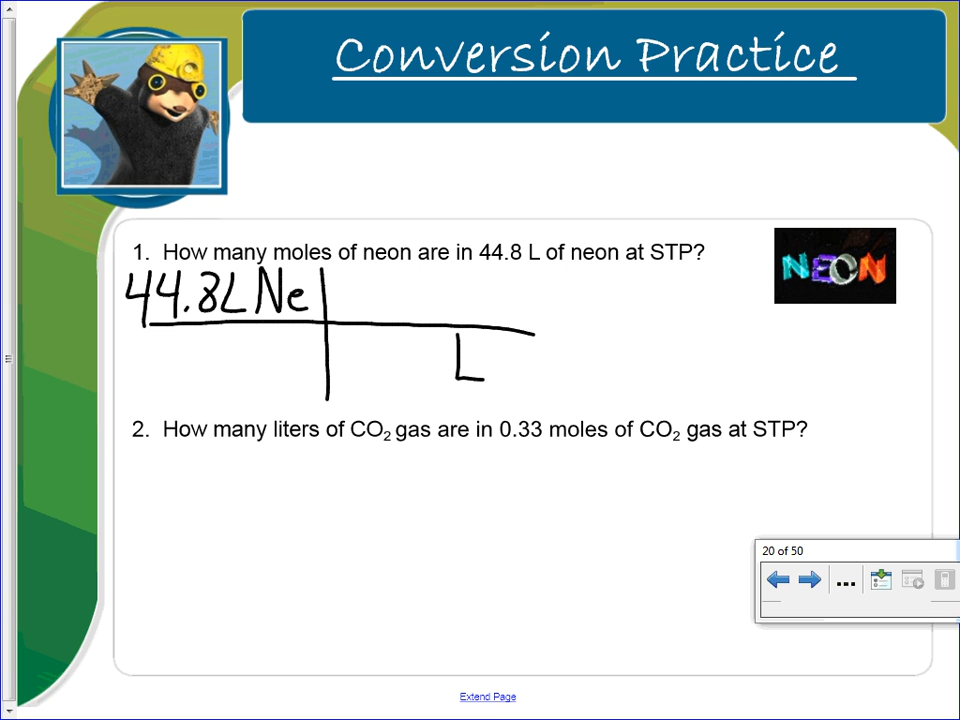 Conversion Practice
1. How many moles of neon are in 44.8 L of neon at STP?
NEON
44.8L Ne
L
2. How many liters of CO₂ gas are in 0.33 moles of CO₂ gas at STP?
20 of 50
...
Extend Page